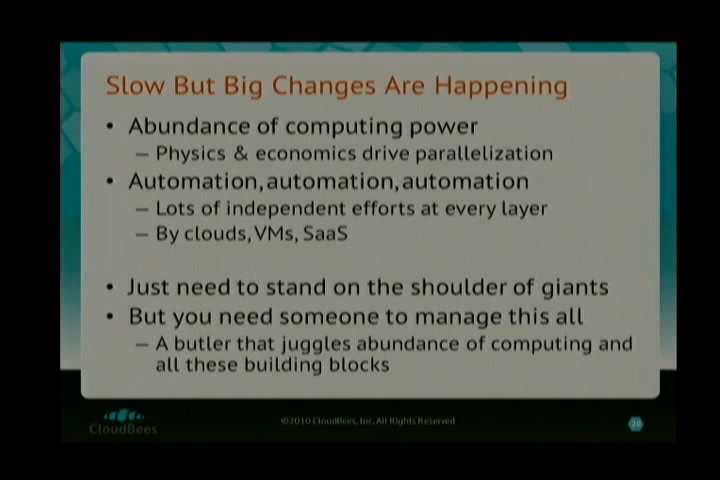 Slow But Big Changes Are Happening
• Abundance of computing power
– Physics & economics drive parallelization
• Automation, automation, automation
– Lots of independent efforts at every layer
– By clouds, VMs, SaaS
• Just need to stand on the shoulder of giants
• But you need someone to manage this all
– A butler that juggles abundance of computing and
all these building blocks
CloudBees
©2010 CloudBees, Inc. All Rights Reserved